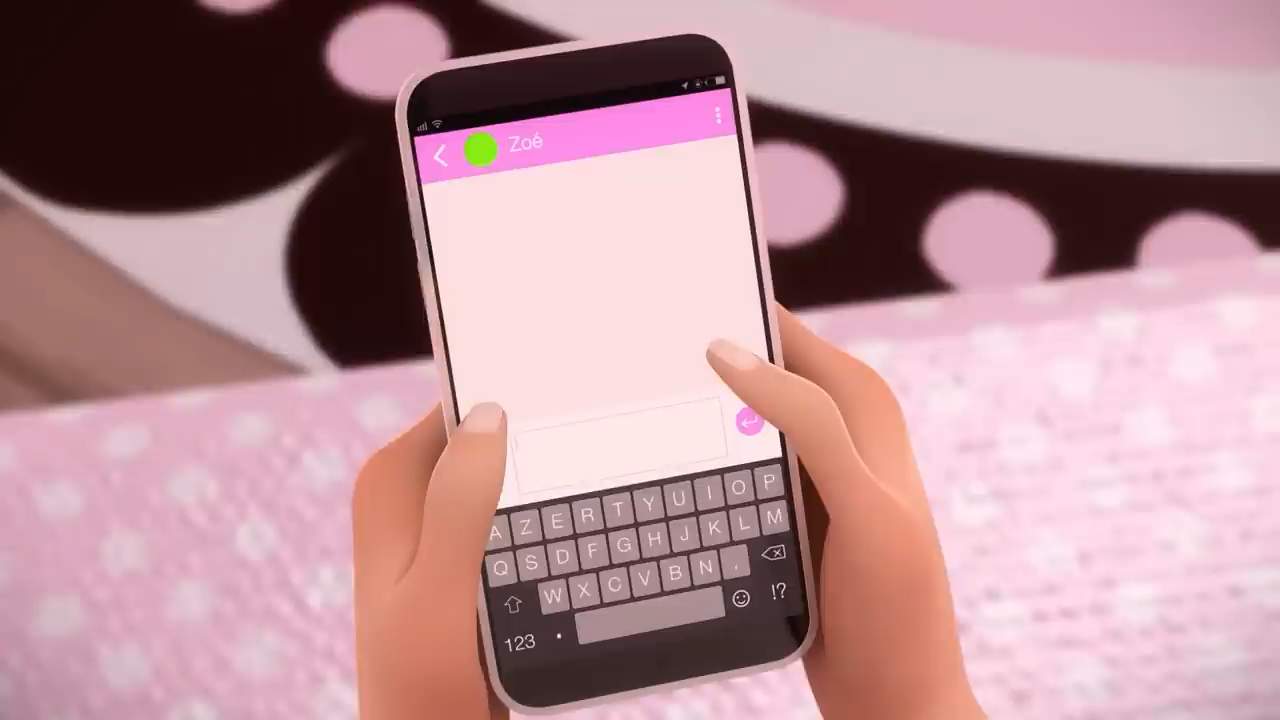 Zoé
A Z E R T Y U I O P
Q S D F G H J K L M
W X C V B N ,
!?
123 .